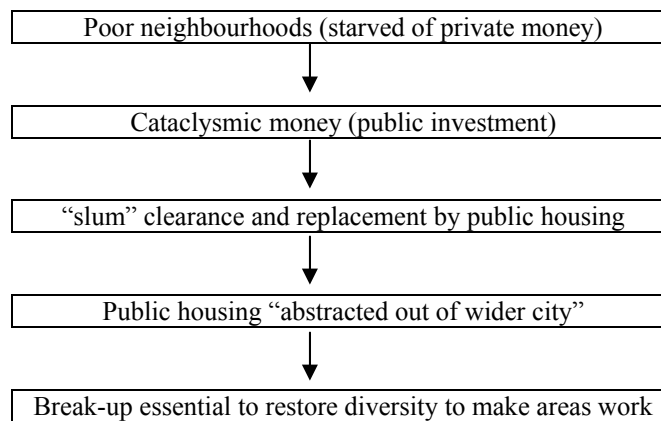 Poor neighbourhoods (starved of private money)
Cataclysmic money (public investment)
“slum” clearance and replacement by public housing
Public housing “abstracted out of wider city”
Break-up essential to restore diversity to make areas work